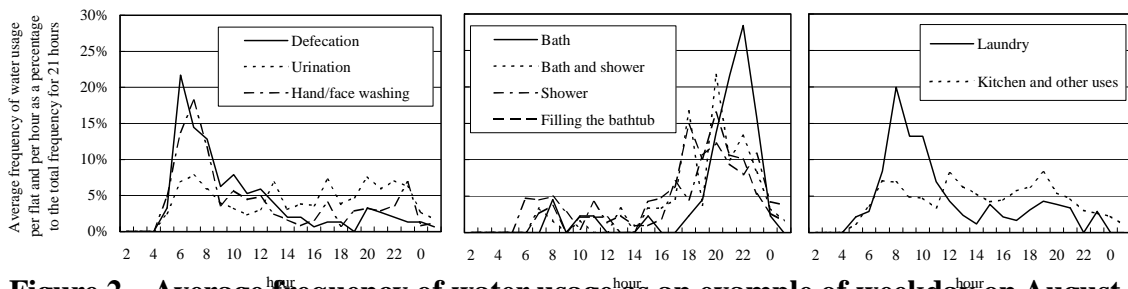 Average frequency of water usage
per flat and per hour as a percentage
to the total frequency for 21 hours
30%
25%
20%
15%
10%
5%
0%
Defecation
Urination
Hand/face washing
2 4 6 8 10 12 14 16 18 20 22 0
hour
Bath
Bath and shower
Shower
Filling the bathtub
2 4 6 8 10 12 14 16 18 20 22 0
hour
Laundry
Kitchen and other uses
2 4 6 8 10 12 14 16 18 20 22 0
hour
Figure 2 Average frequency of water usage as an example of weekday on August